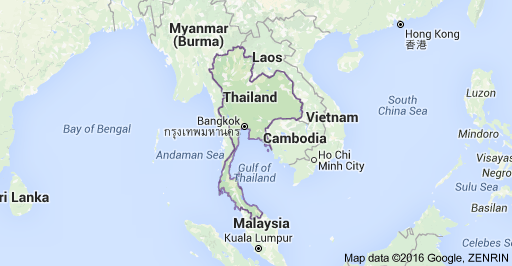 Hong Kong
香港
Myanmar
(Burma)
Laos
Thailand
Luzon
South
China Sea
Bangkok
กรุงเทพมหานคร
Vietnam
Bay of Bengal
Mindoro
Cambodia
Andaman Sea
Ho Chi
Minh City
Visayas
Gulf of
Thailand
Negros
Sulu Sea
ri Lanka
Malaysia
Kuala Lumpur
Celebes Sea
Map data ©2016 Google, ZENRIN